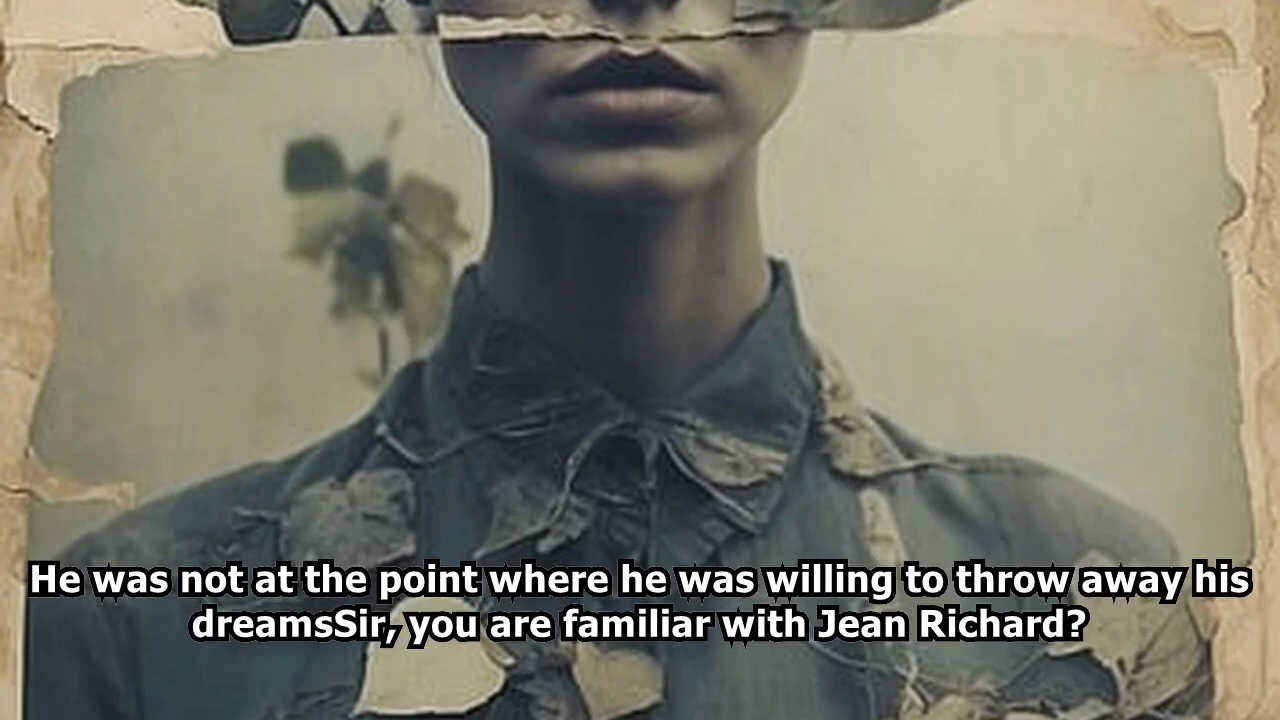 He was not at the point where he was willing to throw away his
dreamsSir, you are familiar with Jean Richard?